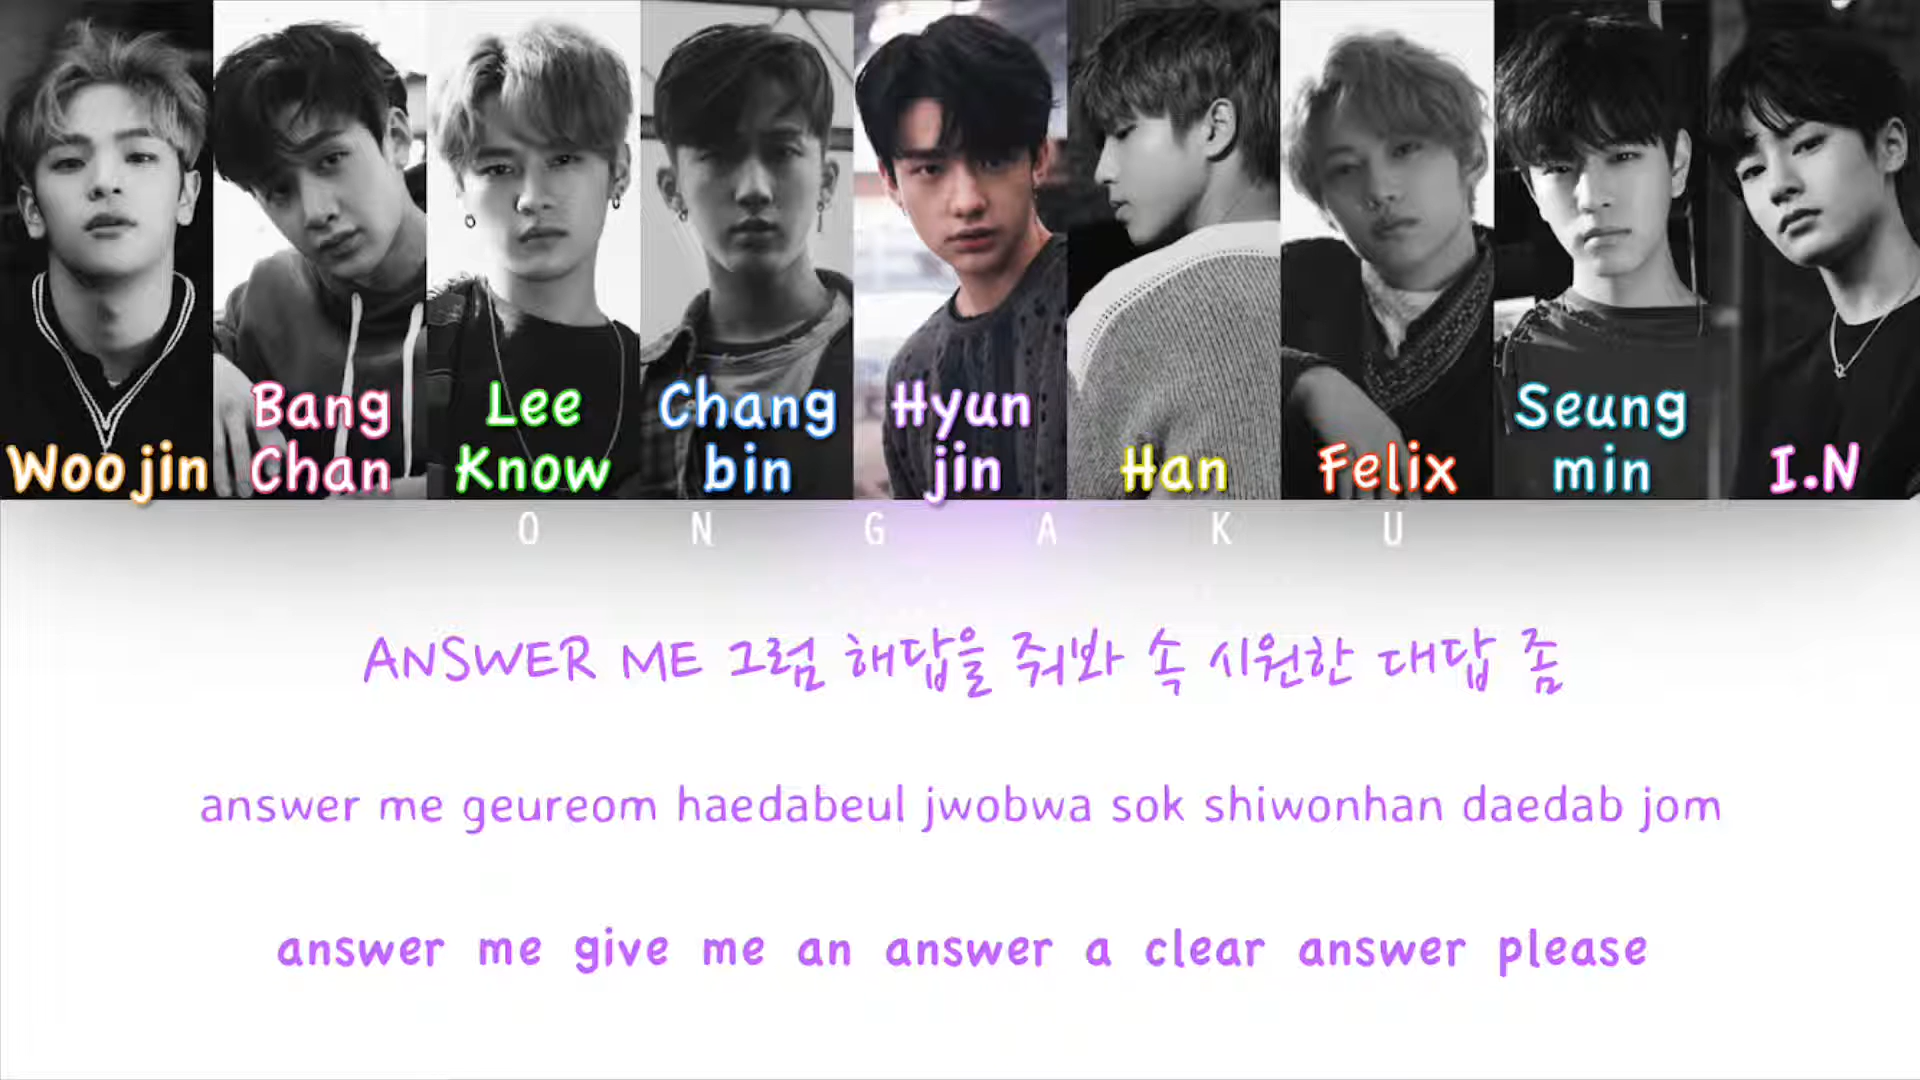 Woojin
Bang
Chan
Lee
Know
Chang
bin
Hyun
jin
Han
Felix
Seung
min
I.N
O N G A K U
ANSWER ME 그럼 해답을 줘봐 속 시원한 대답 좀
answer me geureom haedabeul jwobwa sok shiwonhan daedab jom
answer me give me an answer a clear answer please